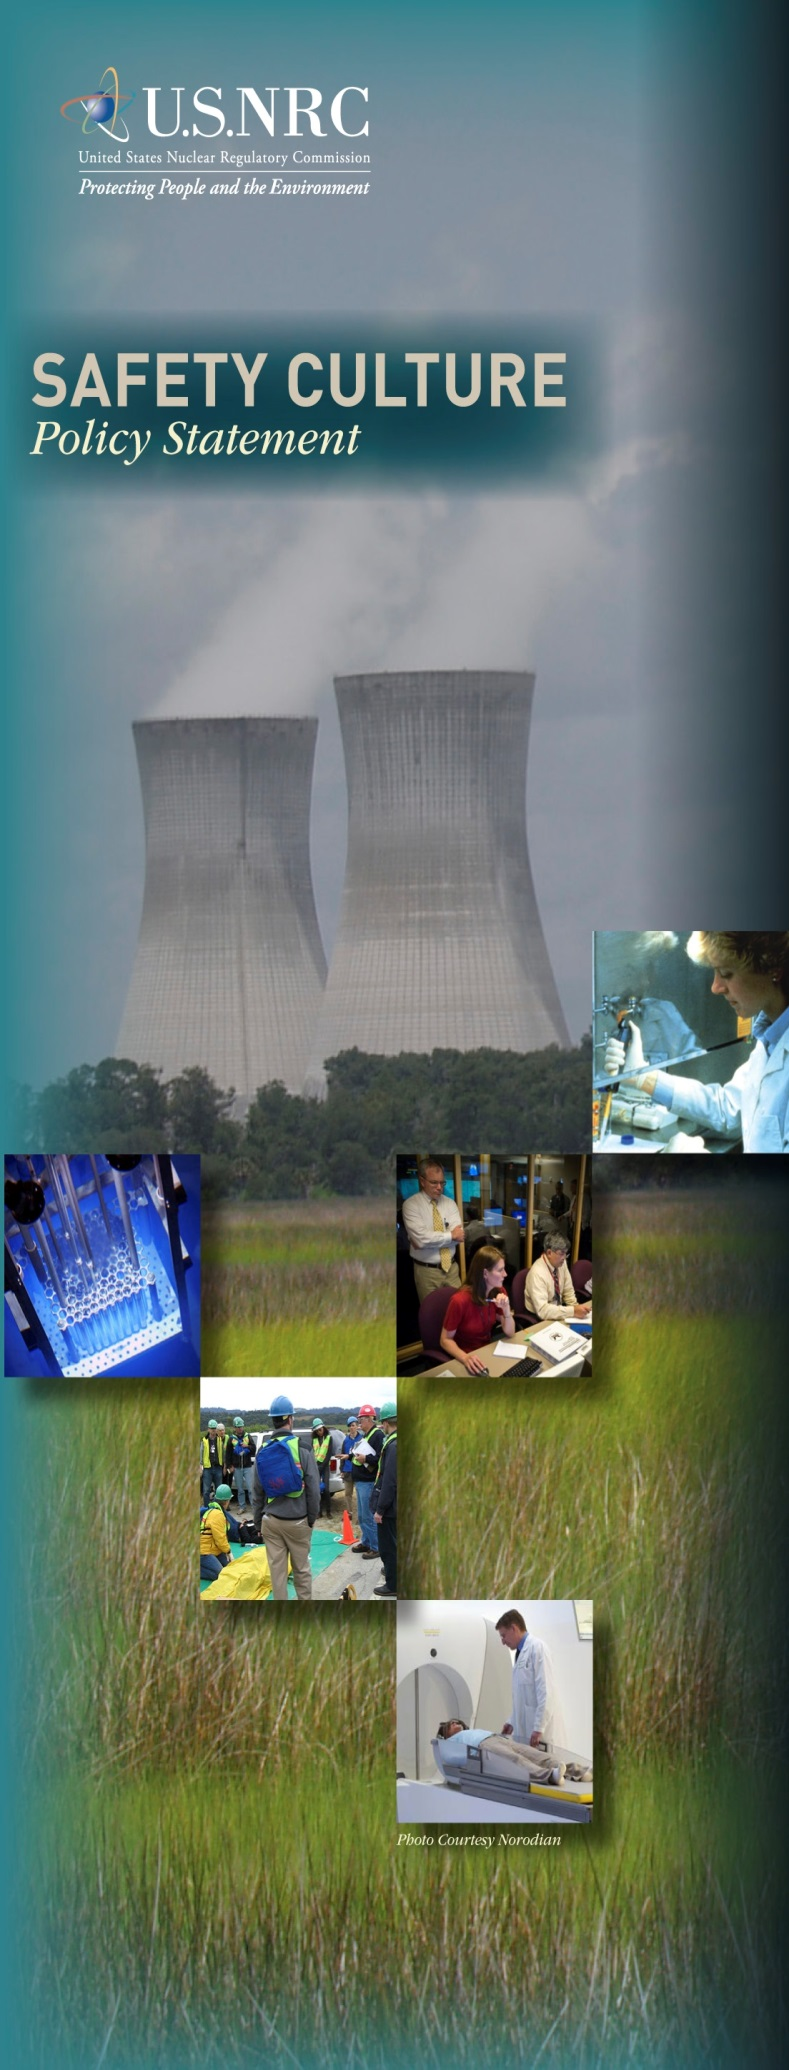 U.S.NRC
United States Nuclear Regulatory Commission
Protecting People and the Environment
SAFETY CULTURE
Policy Statement
Photo Courtesy Norodian